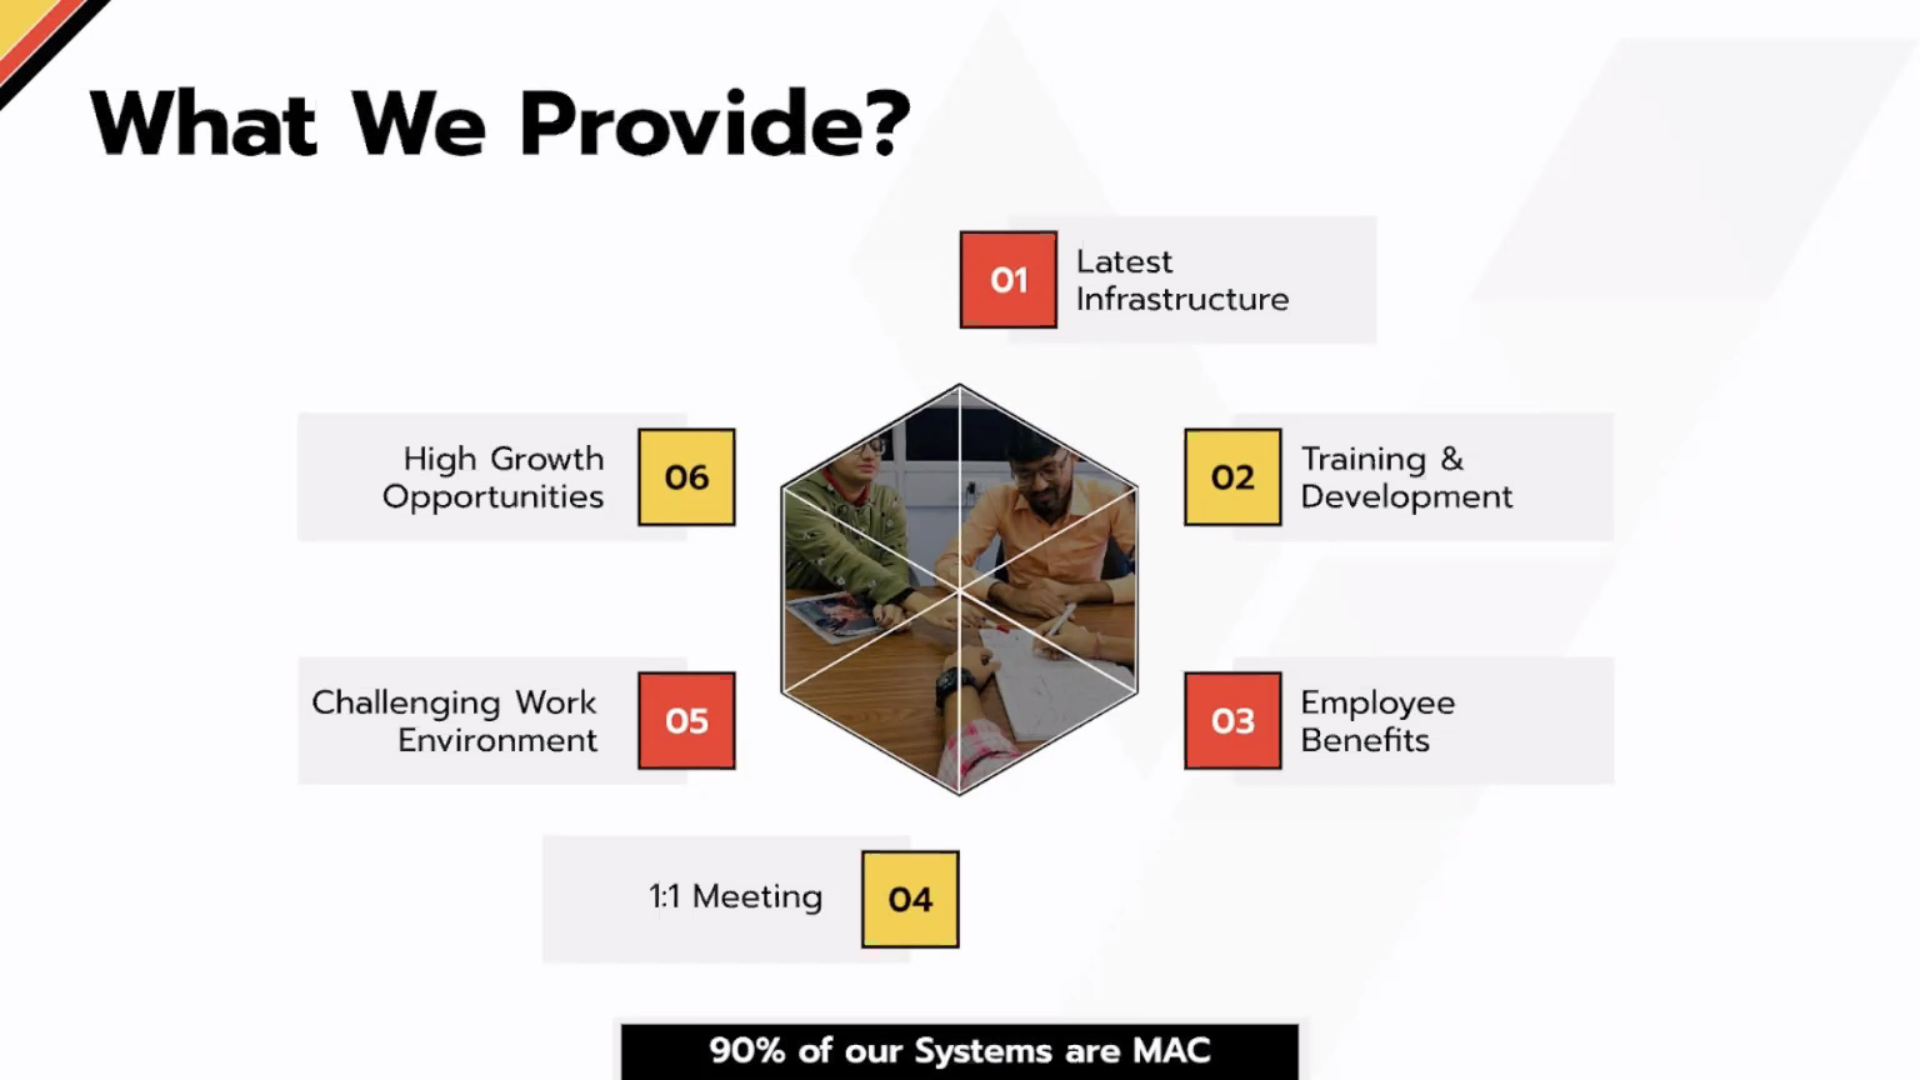 What We Provide?
01
Latest
Infrastructure
02
Training &
Development
03
Employee
Benefits
1:1 Meeting
04
Challenging Work
Environment
05
High Growth
Opportunities
06
90% of our Systems are MAC